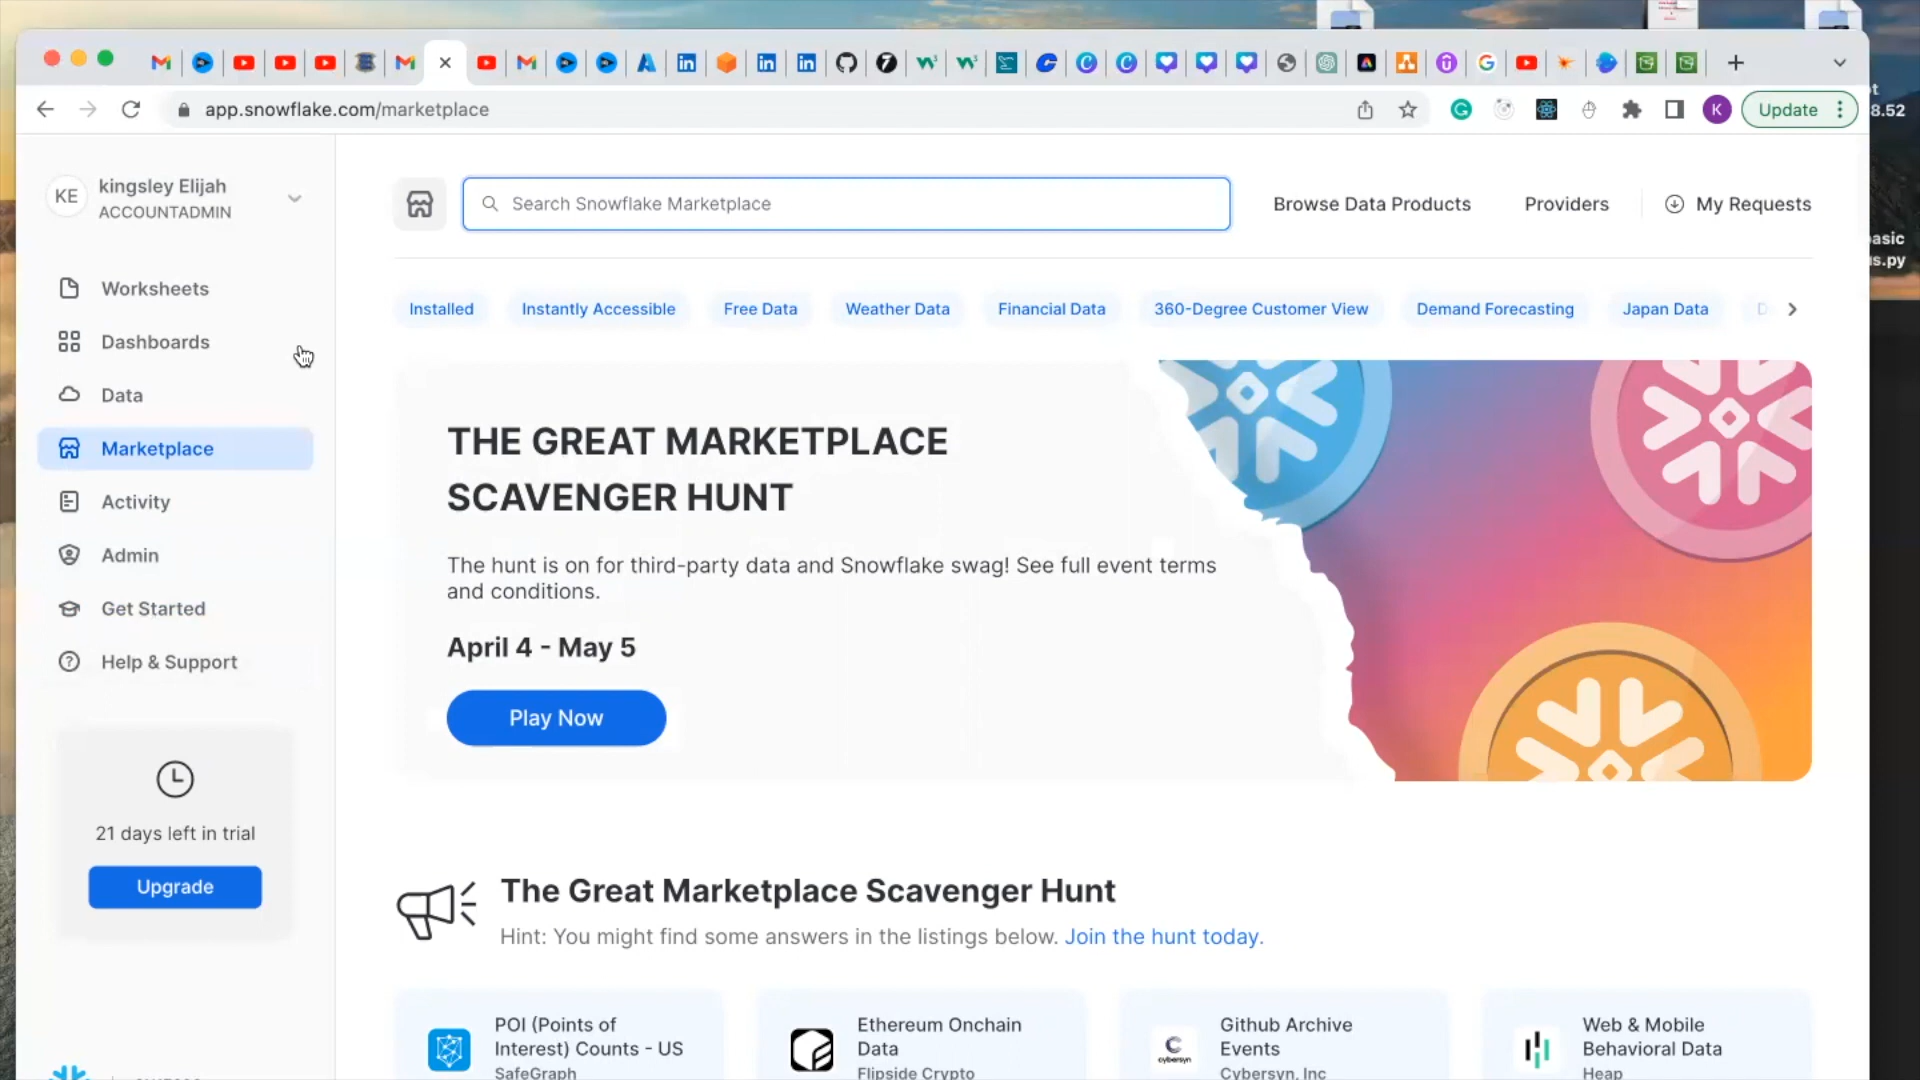 app.snowflake.com/marketplace
Update
8.52
asic
s.py
KE
kingsley Elijah
ACCOUNTADMIN
Search Snowflake Marketplace
Browse Data Products
Providers
My Requests
Worksheets
Dashboards
Data
Marketplace
Activity
Admin
Get Started
Help & Support
21 days left in trial
Upgrade
Installed
Instantly Accessible
Free Data
Weather Data
Financial Data
360-Degree Customer View
Demand Forecasting
Japan Data
THE GREAT MARKETPLACE
SCAVENGER HUNT
The hunt is on for third-party data and Snowflake swag! See full event terms
and conditions.
April 4 - May 5
Play Now
The Great Marketplace Scavenger Hunt
Hint: You might find some answers in the listings below. Join the hunt today.
POI (Points of
Interest) Counts - US
SafeGraph
Ethereum Onchain
Data
Flipside Crypto
cybersyn
Github Archive
Events
Cybersyn, Inc
Web & Mobile
Behavioral Data
Heap